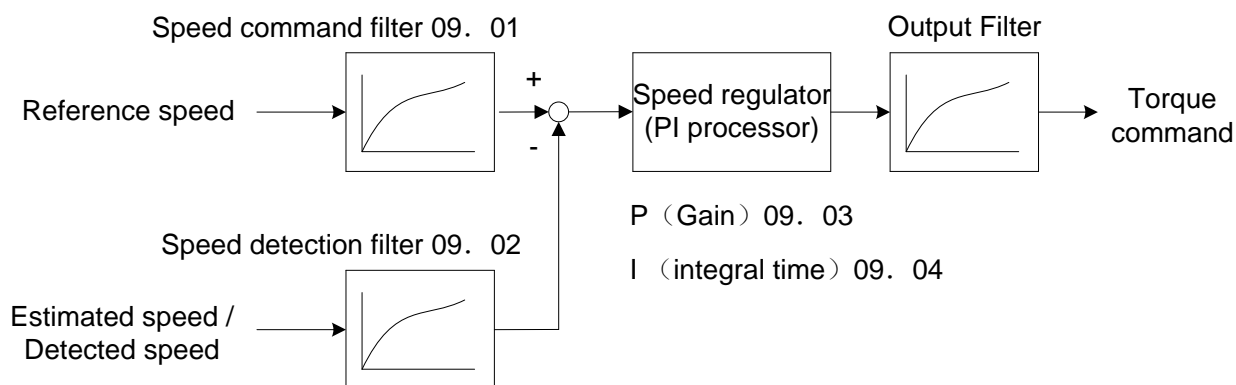 Speed command filter 09．01
Output Filter
Reference speed
+
-
Speed regulator
(PI processor)
Torque
command
P（Gain）09．03
Speed detection filter 09．02
I （integral time）09．04
Estimated speed /
Detected speed